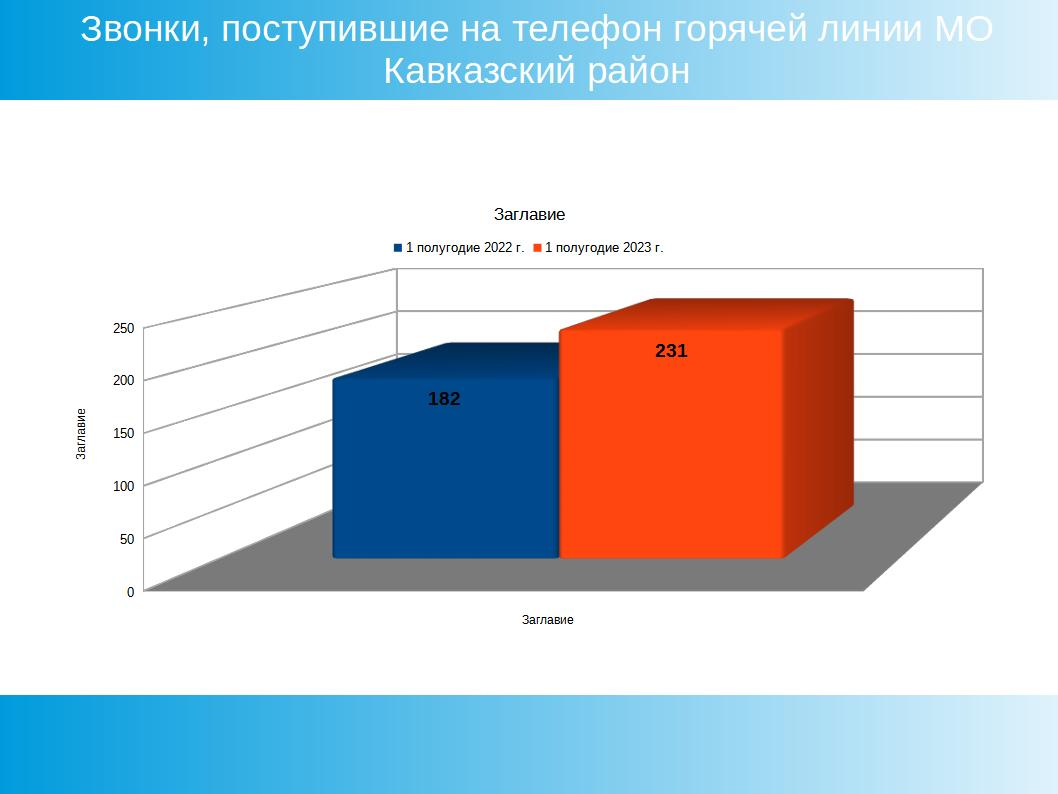 Звонки, поступившие на телефон горячей линии МО
Кавказский район
Заглавие
1 полугодие 2022 г. 1 полугодие 2023 г.
250
200
150
100
50
0
Заглавие
182
231
Заглавие